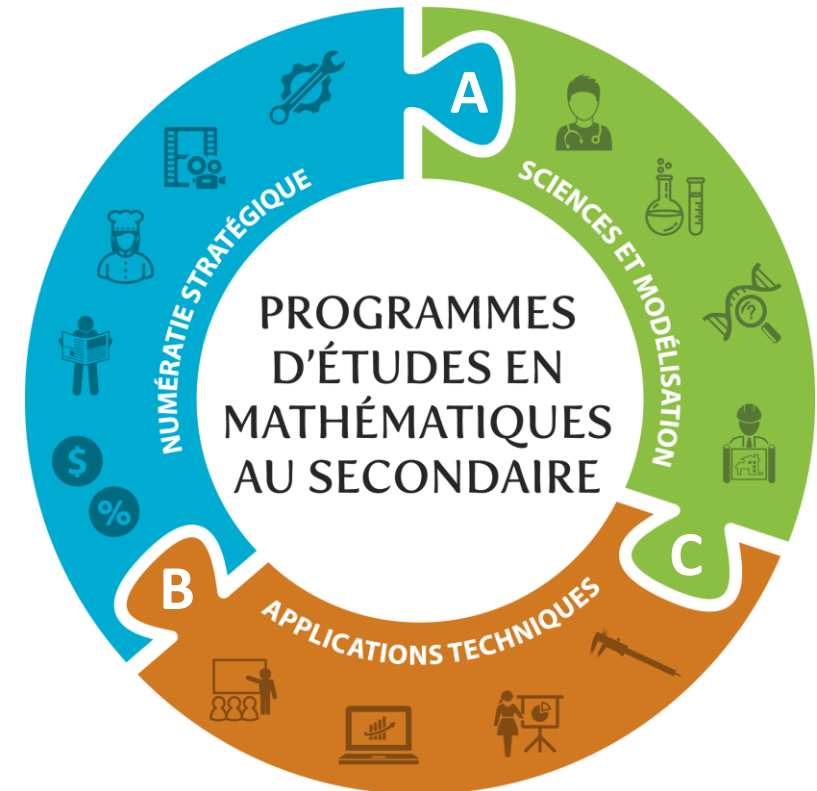 A
SCIENCES ET MODÉLISATION
NUMÉRATIE STRATÉGIQUE
PROGRAMMES
D'ÉTUDES EN
MATHÉMATIQUES
AU SECONDAIRE
?
$
%
B
C
APPLICATIONS TECHNIQUES